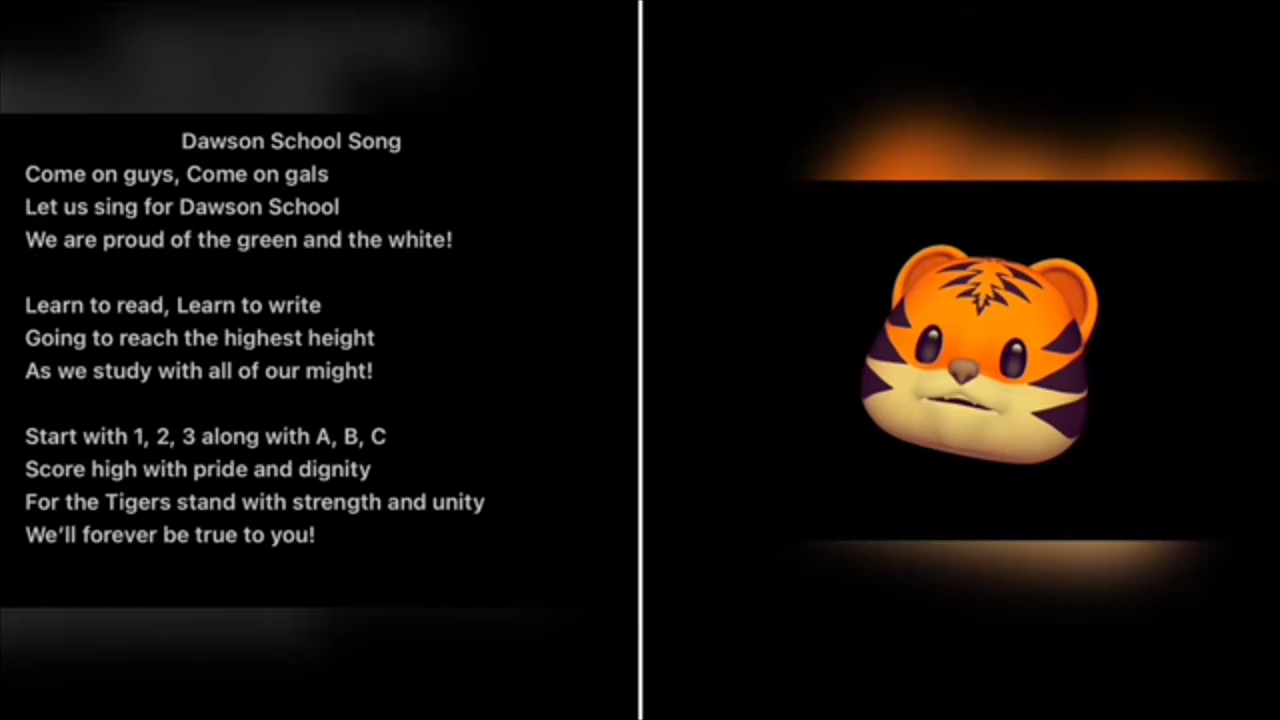 Dawson School Song
Come on guys, Come on gals
Let us sing for Dawson School
We are proud of the green and the white!
Learn to read, Learn to write
Going to reach the highest height
As we study with all of our might!
Start with 1, 2, 3 along with A, B, C
Score high with pride and dignity
For the Tigers stand with strength and unity
We’ll forever be true to you!